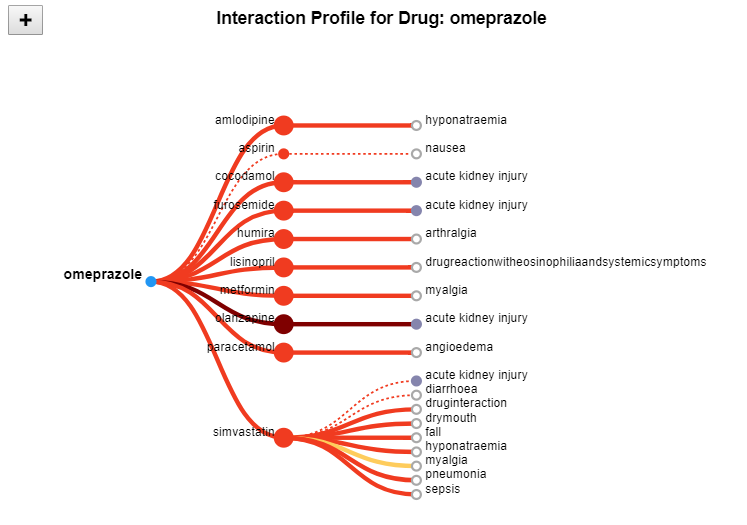 +
Interaction Profile for Drug: omeprazole
amlodipine
hyponatraemia
aspirin
nausea
cocodamol
acute kidney injury
furosemide
acute kidney injury
humira
arthralgia
lisinopril
drugreactionwitheosinophiliaandsystemicsymptoms
omeprazole
metformin
myalgia
olanzapine
acute kidney injury
paracetamol
angioedema
simvastatin
acute kidney injury
diarrhoea
druginteraction
drymouth
fall
hyponatraemia
myalgia
pneumonia
sepsis